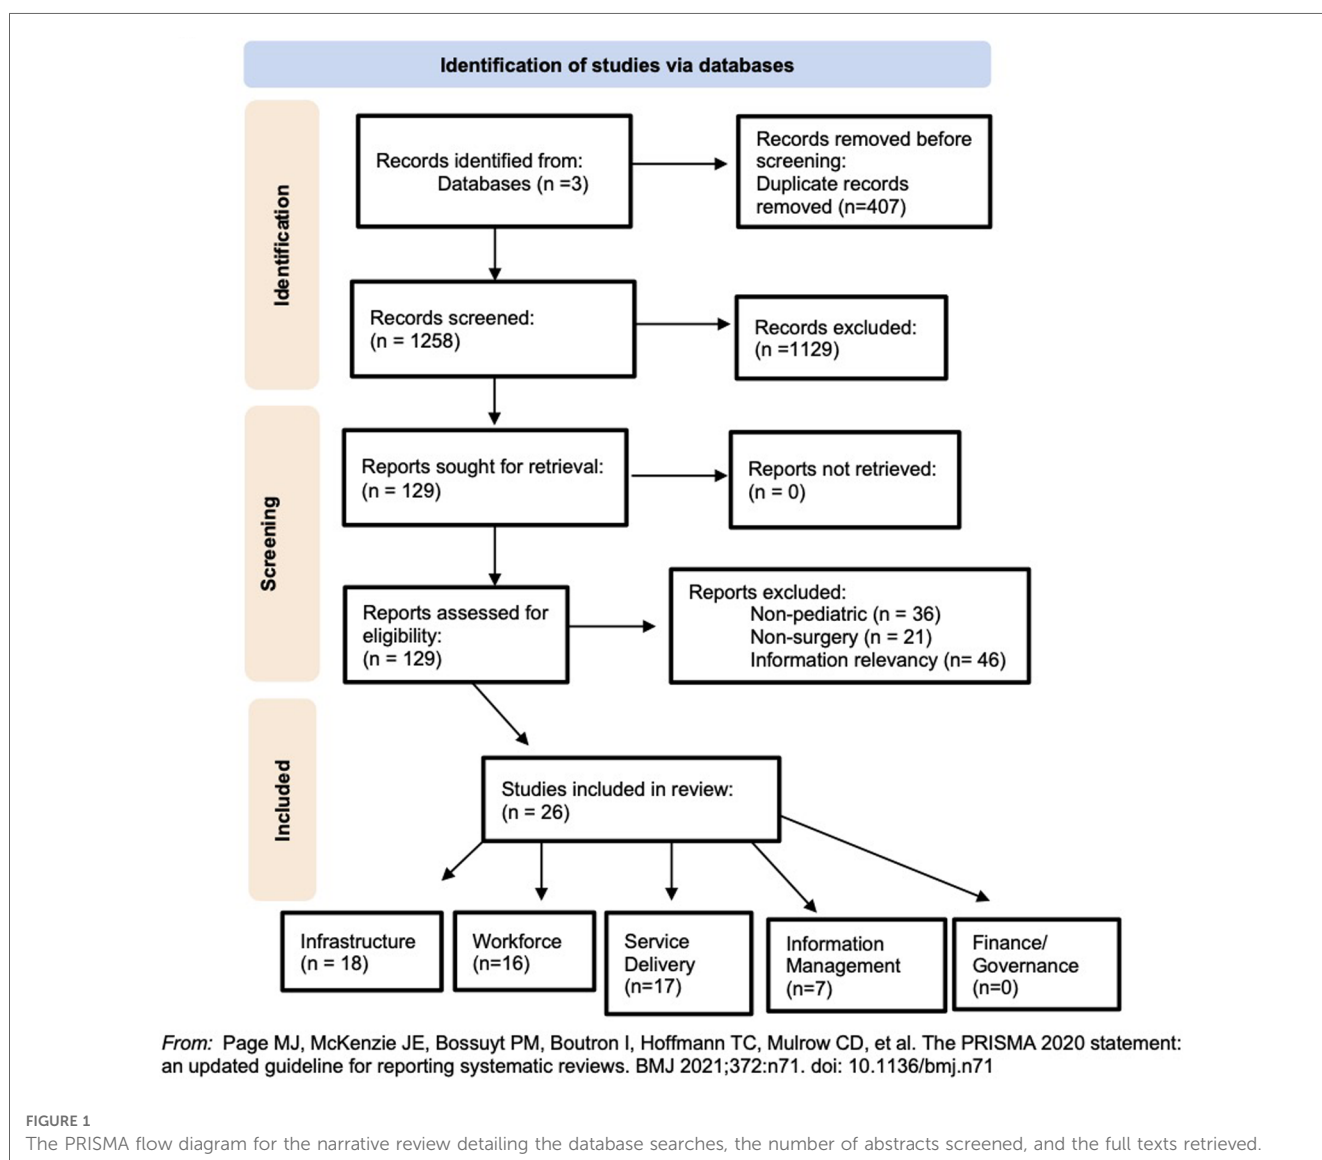 Identification of studies via databases
Identification
Records identified from:
Databases (n =3)
Records removed before
screening:
Duplicate records
removed (n=407)
Records screened:
(n = 1258)
Records excluded:
(n =1129)
Screening
Reports sought for retrieval:
(n = 129)
Reports not retrieved:
(n = 0)
Reports assessed for
eligibility:
(n = 129)
Reports excluded:
Non-pediatric (n = 36)
Non-surgery (n = 21)
Information relevancy (n= 46)
Included
Studies included in review:
(n = 26)
Infrastructure
(n = 18)
Workforce
(n=16)
Service
Delivery
(n=17)
Information
Management
(n=7)
Finance/
Governance
(n=0)
From: Page MJ, McKenzie JE, Bossuyt PM, Boutron I, Hoffmann TC, Mulrow CD, et al. The PRISMA 2020 statement:
an updated guideline for reporting systematic reviews. BMJ 2021;372:n71. doi: 10.1136/bmj.n71
FIGURE 1
The PRISMA flow diagram for the narrative review detailing the database searches, the number of abstracts screened, and the full texts retrieved.